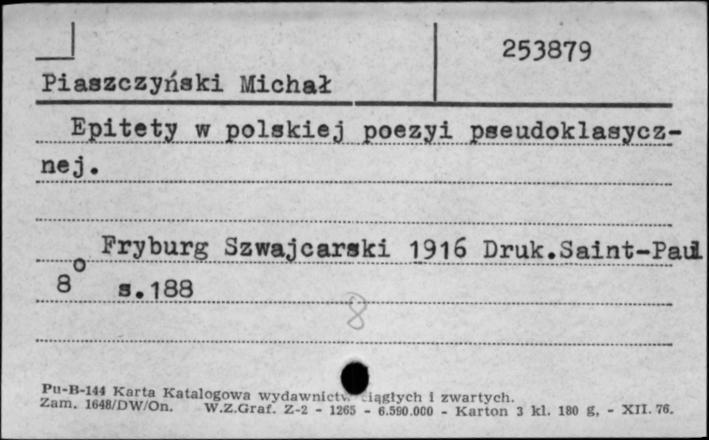 253879
Piaszczyński Michał
Epitety w polskiej poezyi pseudoklasycz-
nej.
Fryburg Szwajcarski 1916 Druk.Saint-Paul
8° s.188
8
Pu-B-144 Karta Katalogowa wydawnictw ciągłych i zwartych.
Zam. 1648/DW/On. W.Z.Graf. Z-2 - 1265 - 6.590.000 - Karton 3 kl. 180 g, - XII. 76.